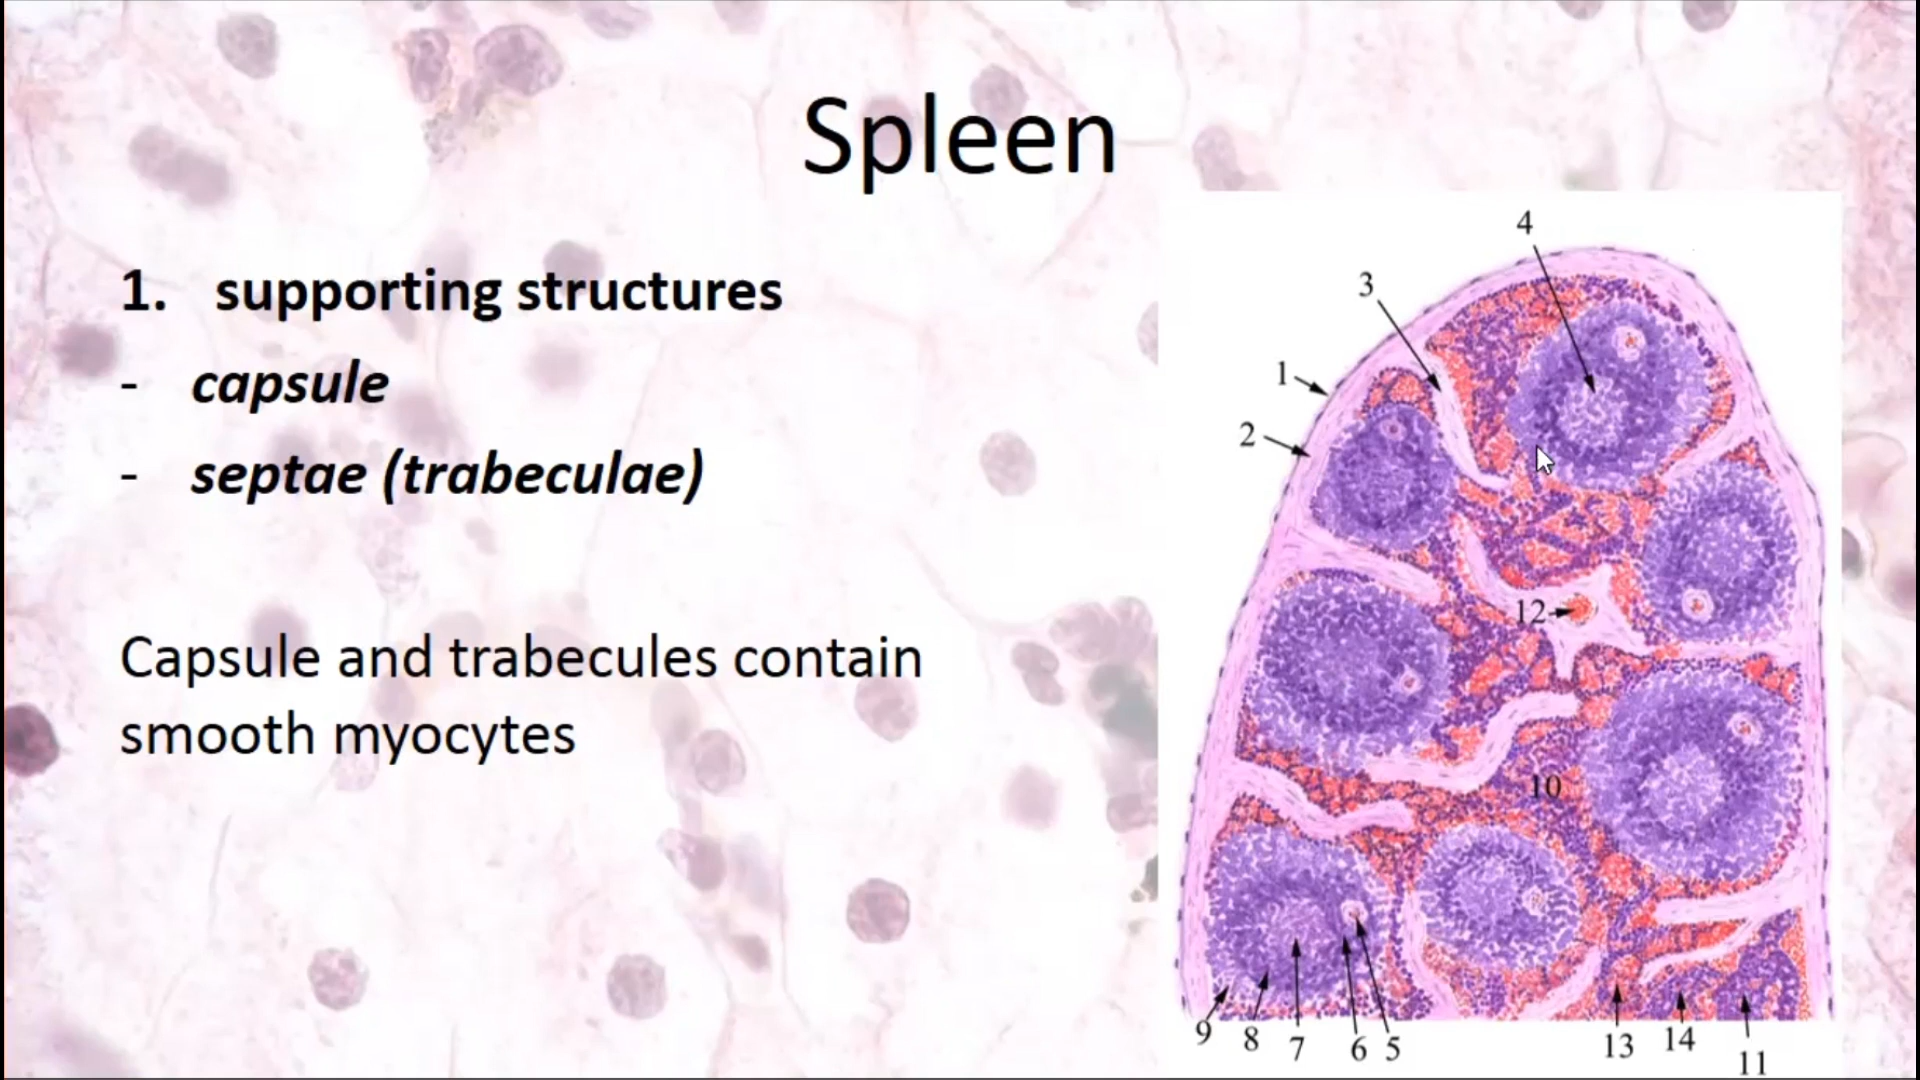 Spleen
1. supporting structures
- capsule
- septae (trabeculae)
Capsule and trabecules contain
smooth myocytes
4
3
1
2
12
10
9
8
7
6
5
13
14
11